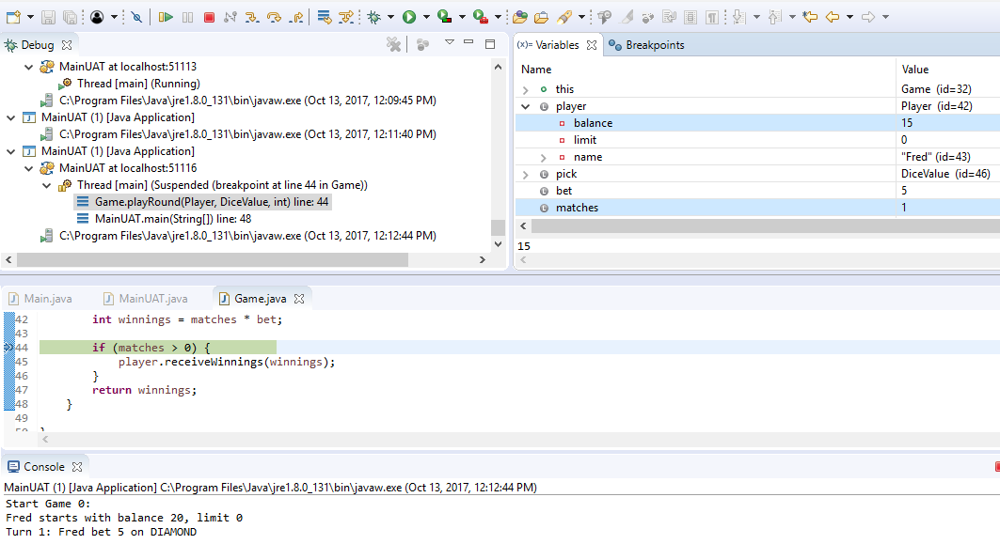 Debug
MainUAT at localhost:51113
Thread [main] (Running)
C:\Program Files\Java\jre1.8.0_131\bin\javaw.exe (Oct 13, 2017, 12:09:45 PM)
MainUAT (1) [Java Application]
C:\Program Files\Java\jre1.8.0_131\bin\javaw.exe (Oct 13, 2017, 12:11:40 PM)
MainUAT (1) [Java Application]
MainUAT at localhost:51116
Thread [main] (Suspended (breakpoint at line 44 in Game))
Game.playRound(Player, DiceValue, int) line: 44
MainUAT.main(String[]) line: 48
C:\Program Files\Java\jre1.8.0_131\bin\javaw.exe (Oct 13, 2017, 12:12:44 PM)
(x)= Variables Breakpoints
Name Value
this Game (id=32)
player Player (id=42)
balance 15
limit 0
name "Fred" (id=43)
pick DiceValue (id=46)
bet 5
matches 1
15
Main.java MainUAT.java Game.java
42 int winnings = matches * bet;
43
44 if (matches > 0) {
45 player.receiveWinnings(winnings);
46 }
47 return winnings;
48 }
49
Console
MainUAT (1) [Java Application] C:\Program Files\Java\jre1.8.0_131\bin\javaw.exe (Oct 13, 2017, 12:12:44 PM)
Start Game 0:
Fred starts with balance 20, limit 0
Turn 1: Fred bet 5 on DIAMOND